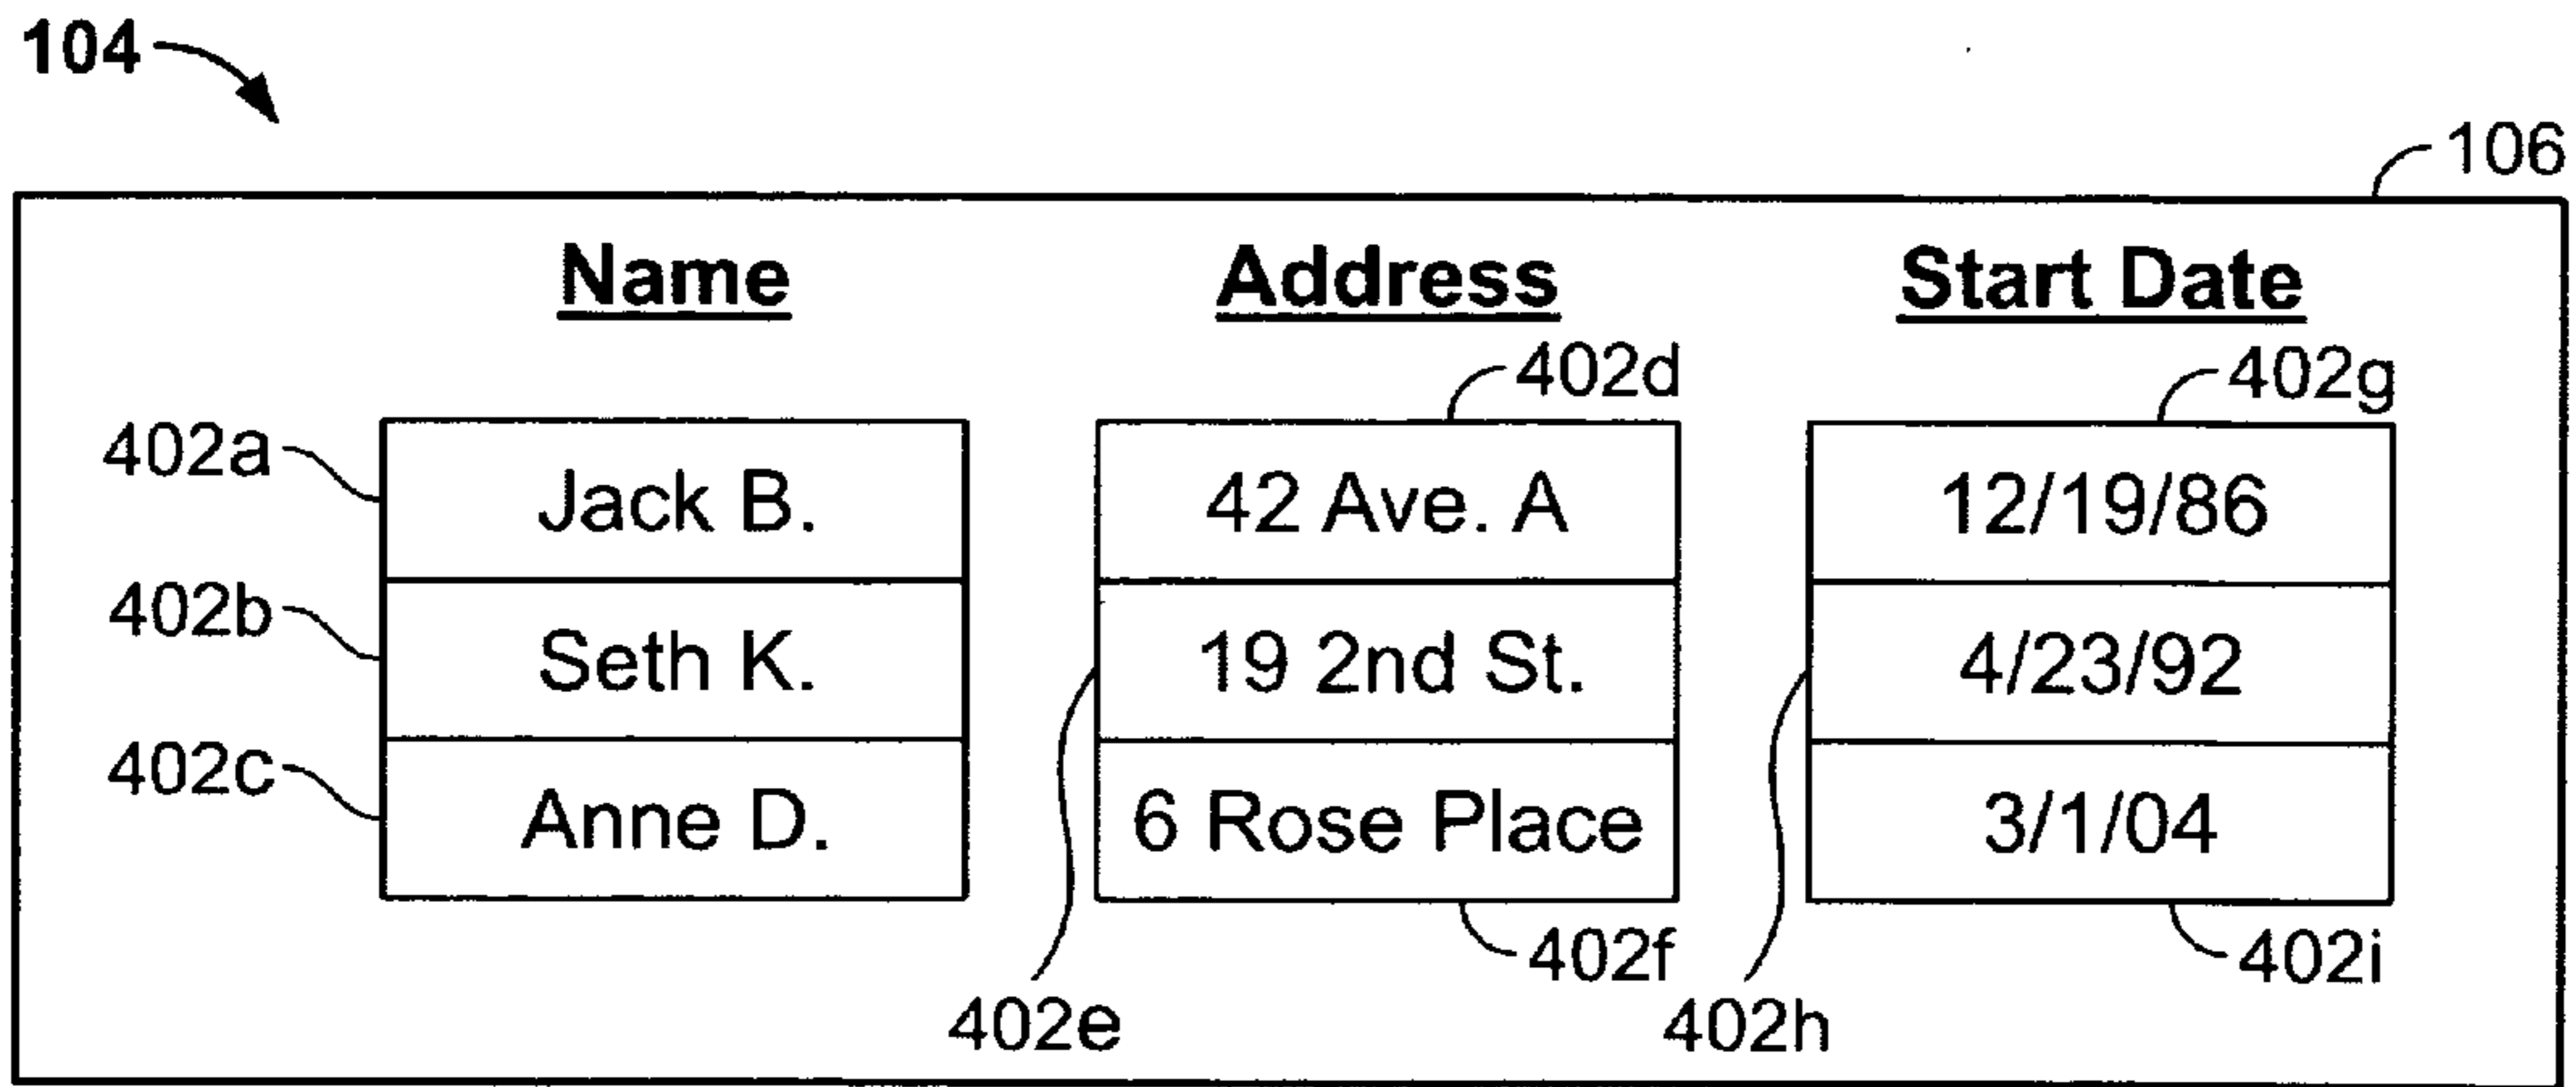 104
106
Name Address Start Date
402d 402g
402a Jack B. 42 Ave. A 12/19/86
402b Seth K. 19 2nd St. 4/23/92
402c Anne D. 6 Rose Place 3/1/04
402f 402i
402e 402h